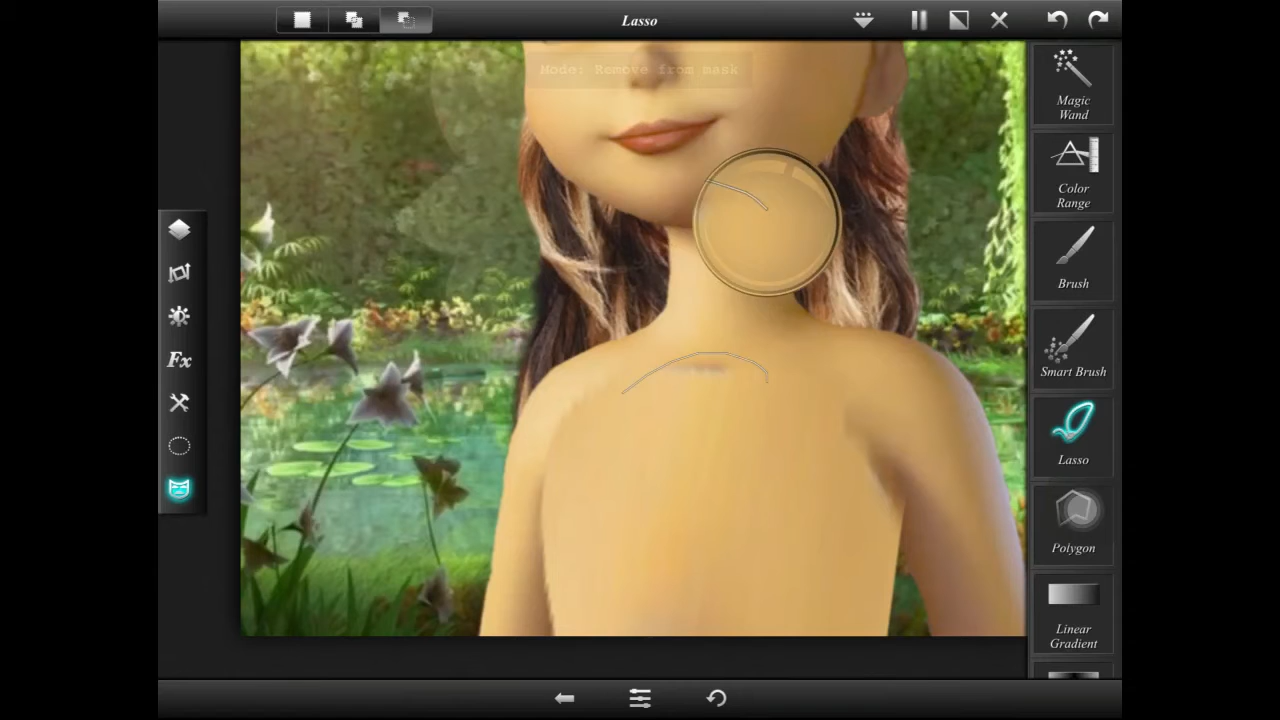 Lasso
Mode: Remove from mask
Magic
Wand
Color
Range
Brush
Smart Brush
Lasso
Polygon
Linear
Gradient
Fx